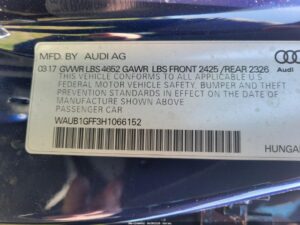 MFD BY AUDI AG
03.17 GVWR LBS 4652 GAWR LBS FRONT 2425 /REAR 2326
THIS VEHICLE CONFORMS TO ALL APPLICABLE U.S.
FEDERAL MOTOR VEHICLE SAFETY, BUMPER AND THEFT
PREVENTION STANDARDS IN EFFECT ON THE DATE OF
MANUFACTURE SHOWN ABOVE
PASSENGER CAR
WAUB1GFF3H1066152
Audi
HUNGA